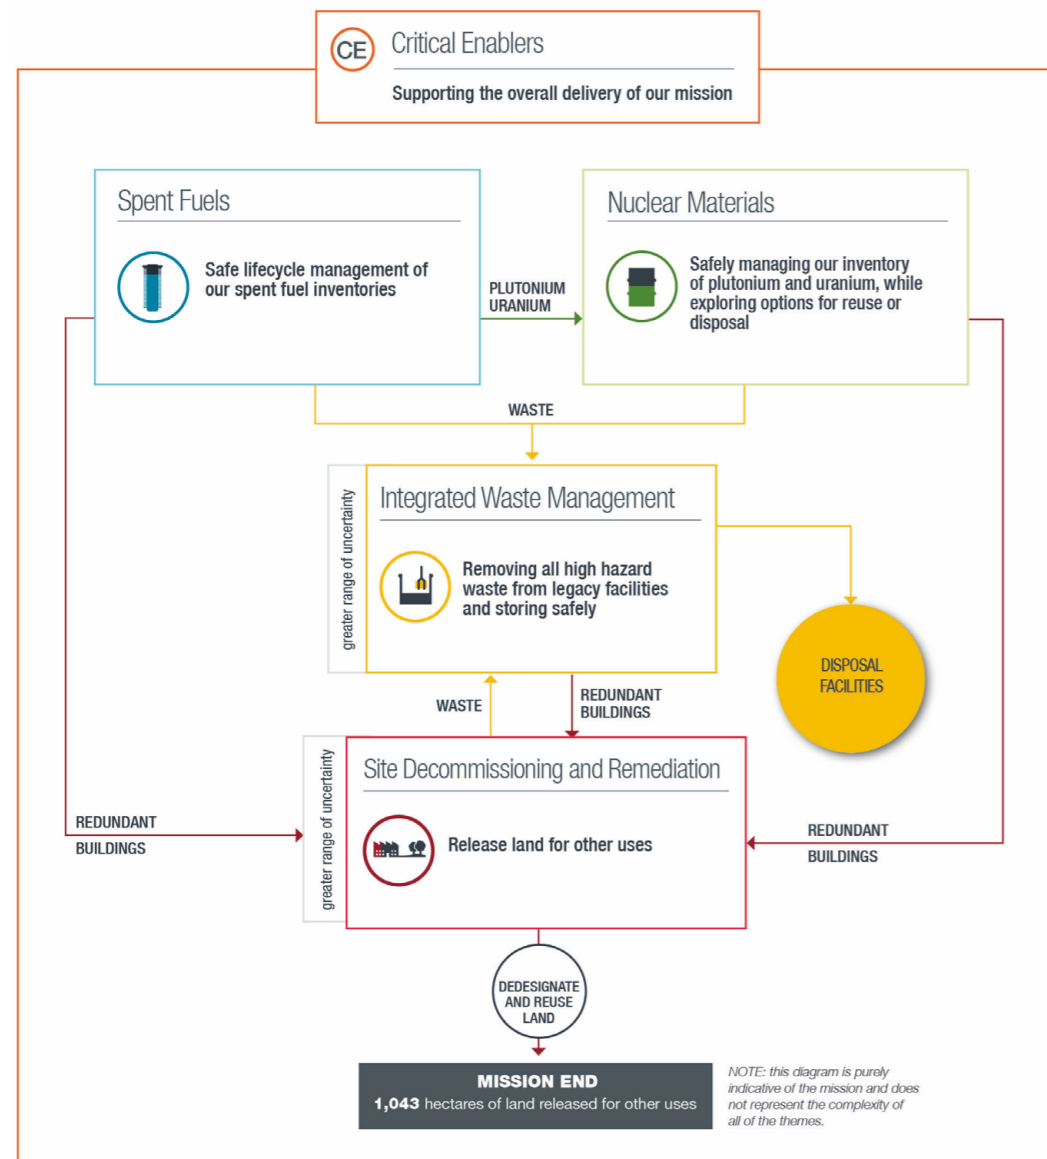 CE
Critical Enablers
Supporting the overall delivery of our mission
Spent Fuels
Safe lifecycle management of
our spent fuel inventories
PLUTONIUM
URANIUM
Nuclear Materials
Safely managing our inventory
of plutonium and uranium, while
exploring options for reuse or
disposal
WASTE
greater range of uncertainty
Integrated Waste Management
Removing all high hazard
waste from legacy facilities
and storing safely
DISPOSAL
FACILITIES
WASTE
REDUNDANT
BUILDINGS
greater range of uncertainty
Site Decommissioning and Remediation
Release land for other uses
REDUNDANT
BUILDINGS
REDUNDANT
BUILDINGS
DEDESIGNATE
AND REUSE
LAND
MISSION END
1,043 hectares of land released for other uses
NOTE: this diagram is purely
indicative of the mission and does
not represent the complexity of
all of the themes.